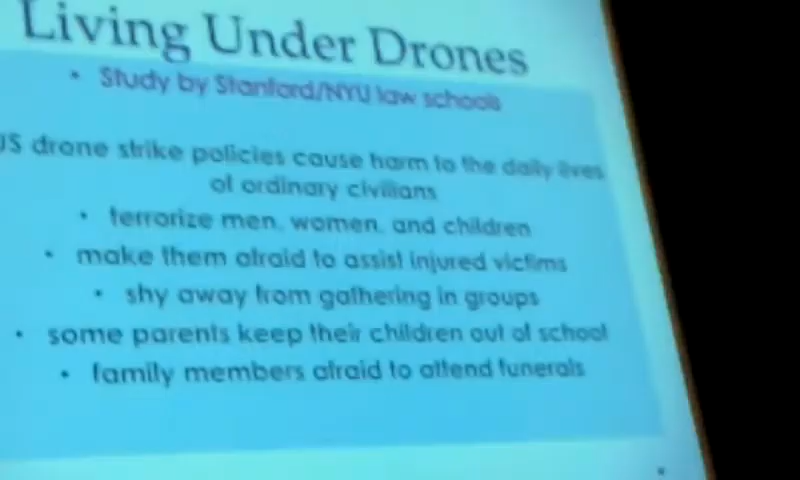 Living Under Drones
• Study by Stanford/NYU law schools
US drone strike policies cause harm to the daily lives
of ordinary civilians
• terrorize men, women, and children
• make them afraid to assist injured victims
• shy away from gathering in groups
• some parents keep their children out of school
• family members afraid to attend funerals